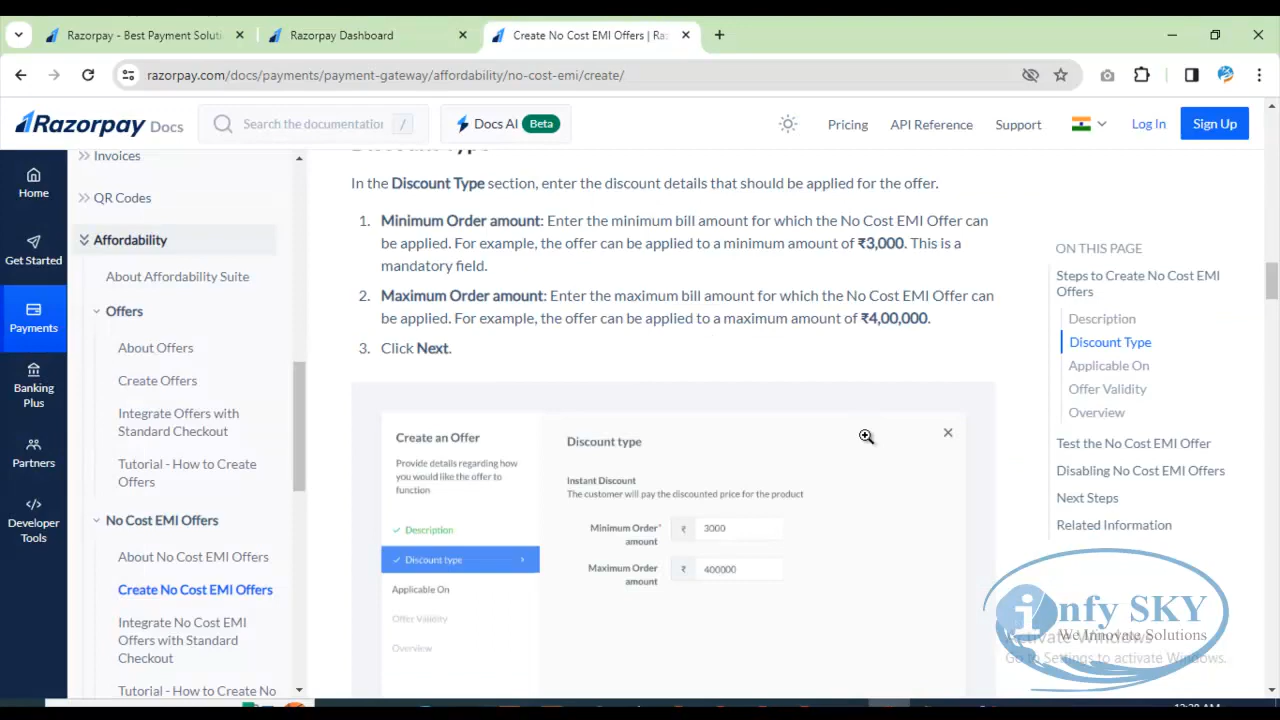 Razorpay - Best Payment Soluti
Razorpay Dashboard
Create No Cost EMI Offers | Ra
razorpay.com/docs/payments/payment-gateway/affordability/no-cost-emi/create/
Razorpay Docs
Search the documentation /
Docs AI Beta
Pricing
API Reference
Support
Log In
Sign Up
Home
Get Started
Payments
Banking
Plus
Partners
Developer
Tools
Invoices
QR Codes
Affordability
About Affordability Suite
Offers
About Offers
Create Offers
Integrate Offers with
Standard Checkout
Tutorial - How to Create
Offers
No Cost EMI Offers
About No Cost EMI Offers
Create No Cost EMI Offers
Integrate No Cost EMI
Offers with Standard
Checkout
Tutorial - How to Create No
Discount Type
In the Discount Type section, enter the discount details that should be applied for the offer.
1. Minimum Order amount: Enter the minimum bill amount for which the No Cost EMI Offer can
be applied. For example, the offer can be applied to a minimum amount of ₹3,000. This is a
mandatory field.
2. Maximum Order amount: Enter the maximum bill amount for which the No Cost EMI Offer can
be applied. For example, the offer can be applied to a maximum amount of ₹4,00,000.
3. Click Next.
Create an Offer
Provide details regarding how
you would like the offer to
function
Description
Discount type
Applicable On
Offer Validity
Overview
Discount type
Instant Discount
The customer will pay the discounted price for the product
Minimum Order*
amount
₹ 3000
Maximum Order
amount
₹ 400000
ON THIS PAGE
Steps to Create No Cost EMI
Offers
Description
Discount Type
Applicable On
Offer Validity
Overview
Test the No Cost EMI Offer
Disabling No Cost EMI Offers
Next Steps
Related Information
infy SKY
We Innovate Solutions
Activate Windows
Go to Settings to activate Windows.